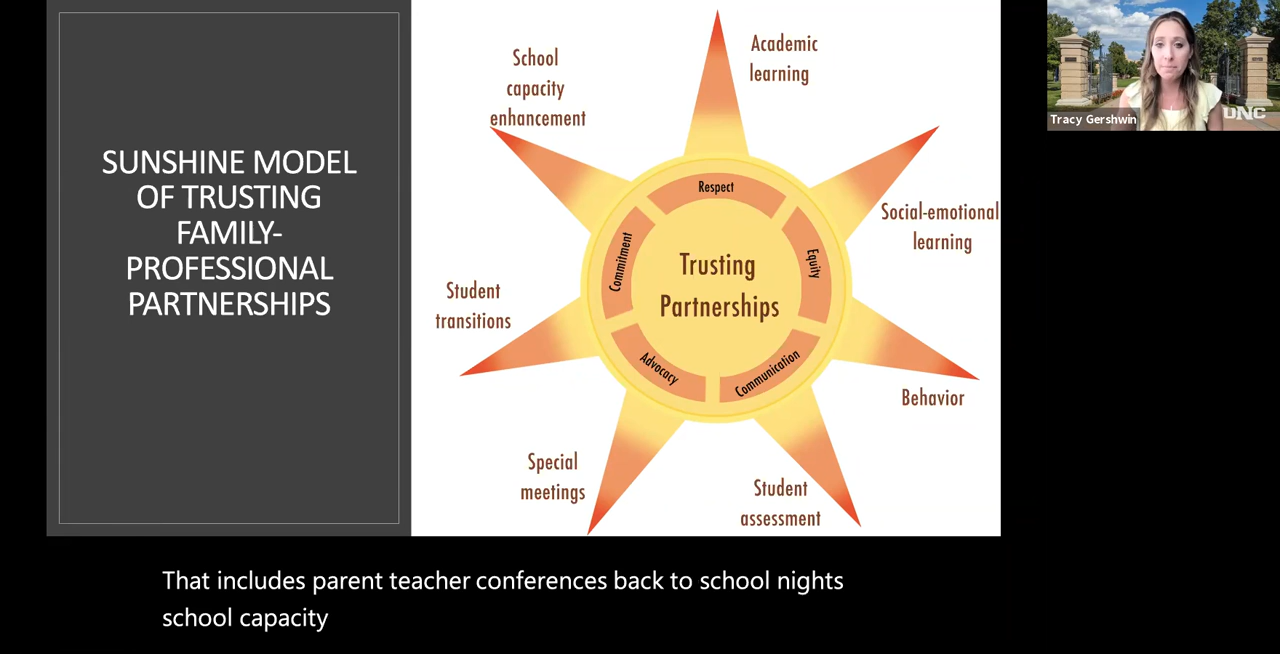 SUNSHINE MODEL
OF TRUSTING
FAMILY-
PROFESSIONAL
PARTNERSHIPS
School
capacity
enhancement
Academic
learning
Social-emotional
learning
Behavior
Student
assessment
Special
meetings
Student
transitions
Respect
Equity
Communication
Advocacy
Commitment
Trusting
Partnerships
Tracy Gershwin
UNC
That includes parent teacher conferences back to school nights
school capacity